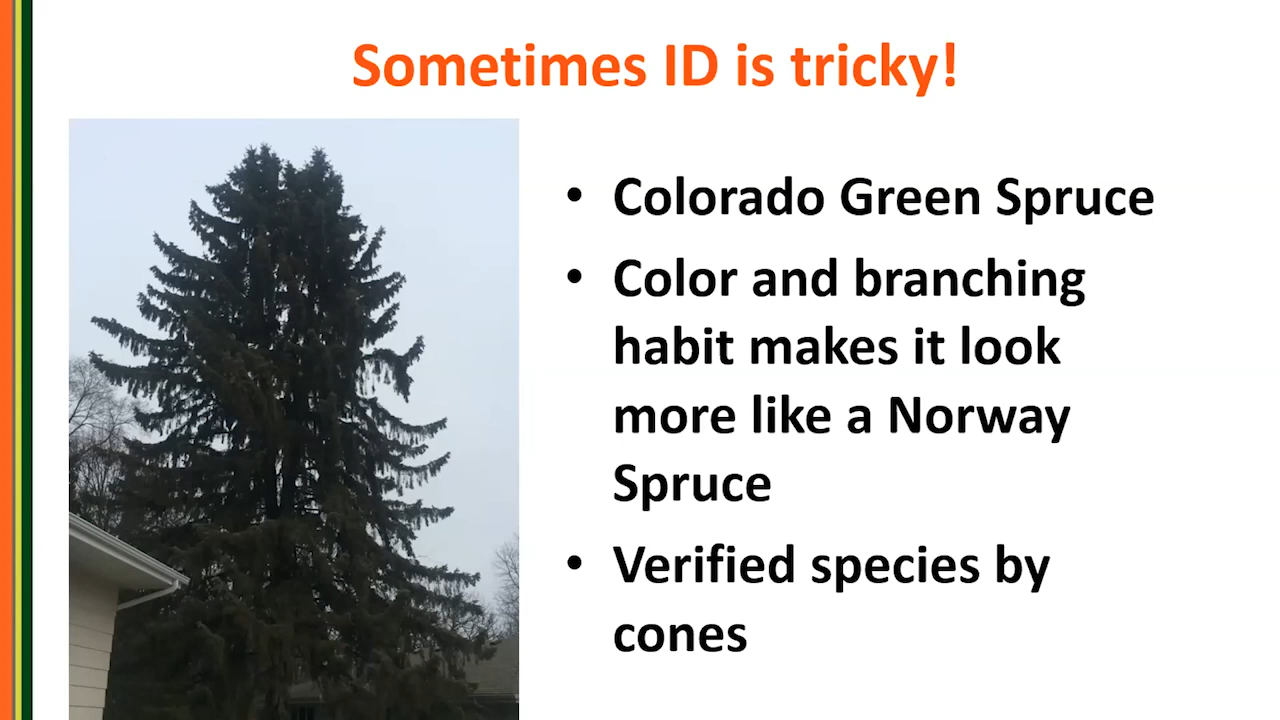 Sometimes ID is tricky!
• Colorado Green Spruce
• Color and branching
habit makes it look
more like a Norway
Spruce
• Verified species by
cones